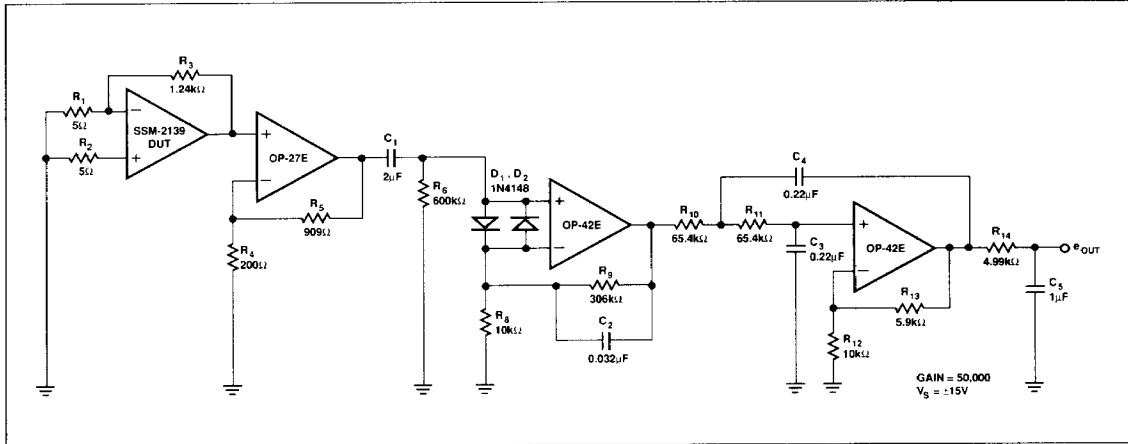 R3
1.24kΩ
R1
5Ω
−
SSM-2139
DUT
+
R2
5Ω
+
OP-27E
−
R5
909Ω
R4
200Ω
C1
2µF
R6
600kΩ
D1, D2
1N4148
+
OP-42E
−
R9
306kΩ
R8
10kΩ
C2
0.032µF
R10
65.4kΩ
R11
65.4kΩ
C4
0.22µF
C3
0.22µF
+
OP-42E
−
R13
5.9kΩ
R12
10kΩ
R14
4.99kΩ
eOUT
C5
1µF
GAIN = 50,000
VS = ±15V